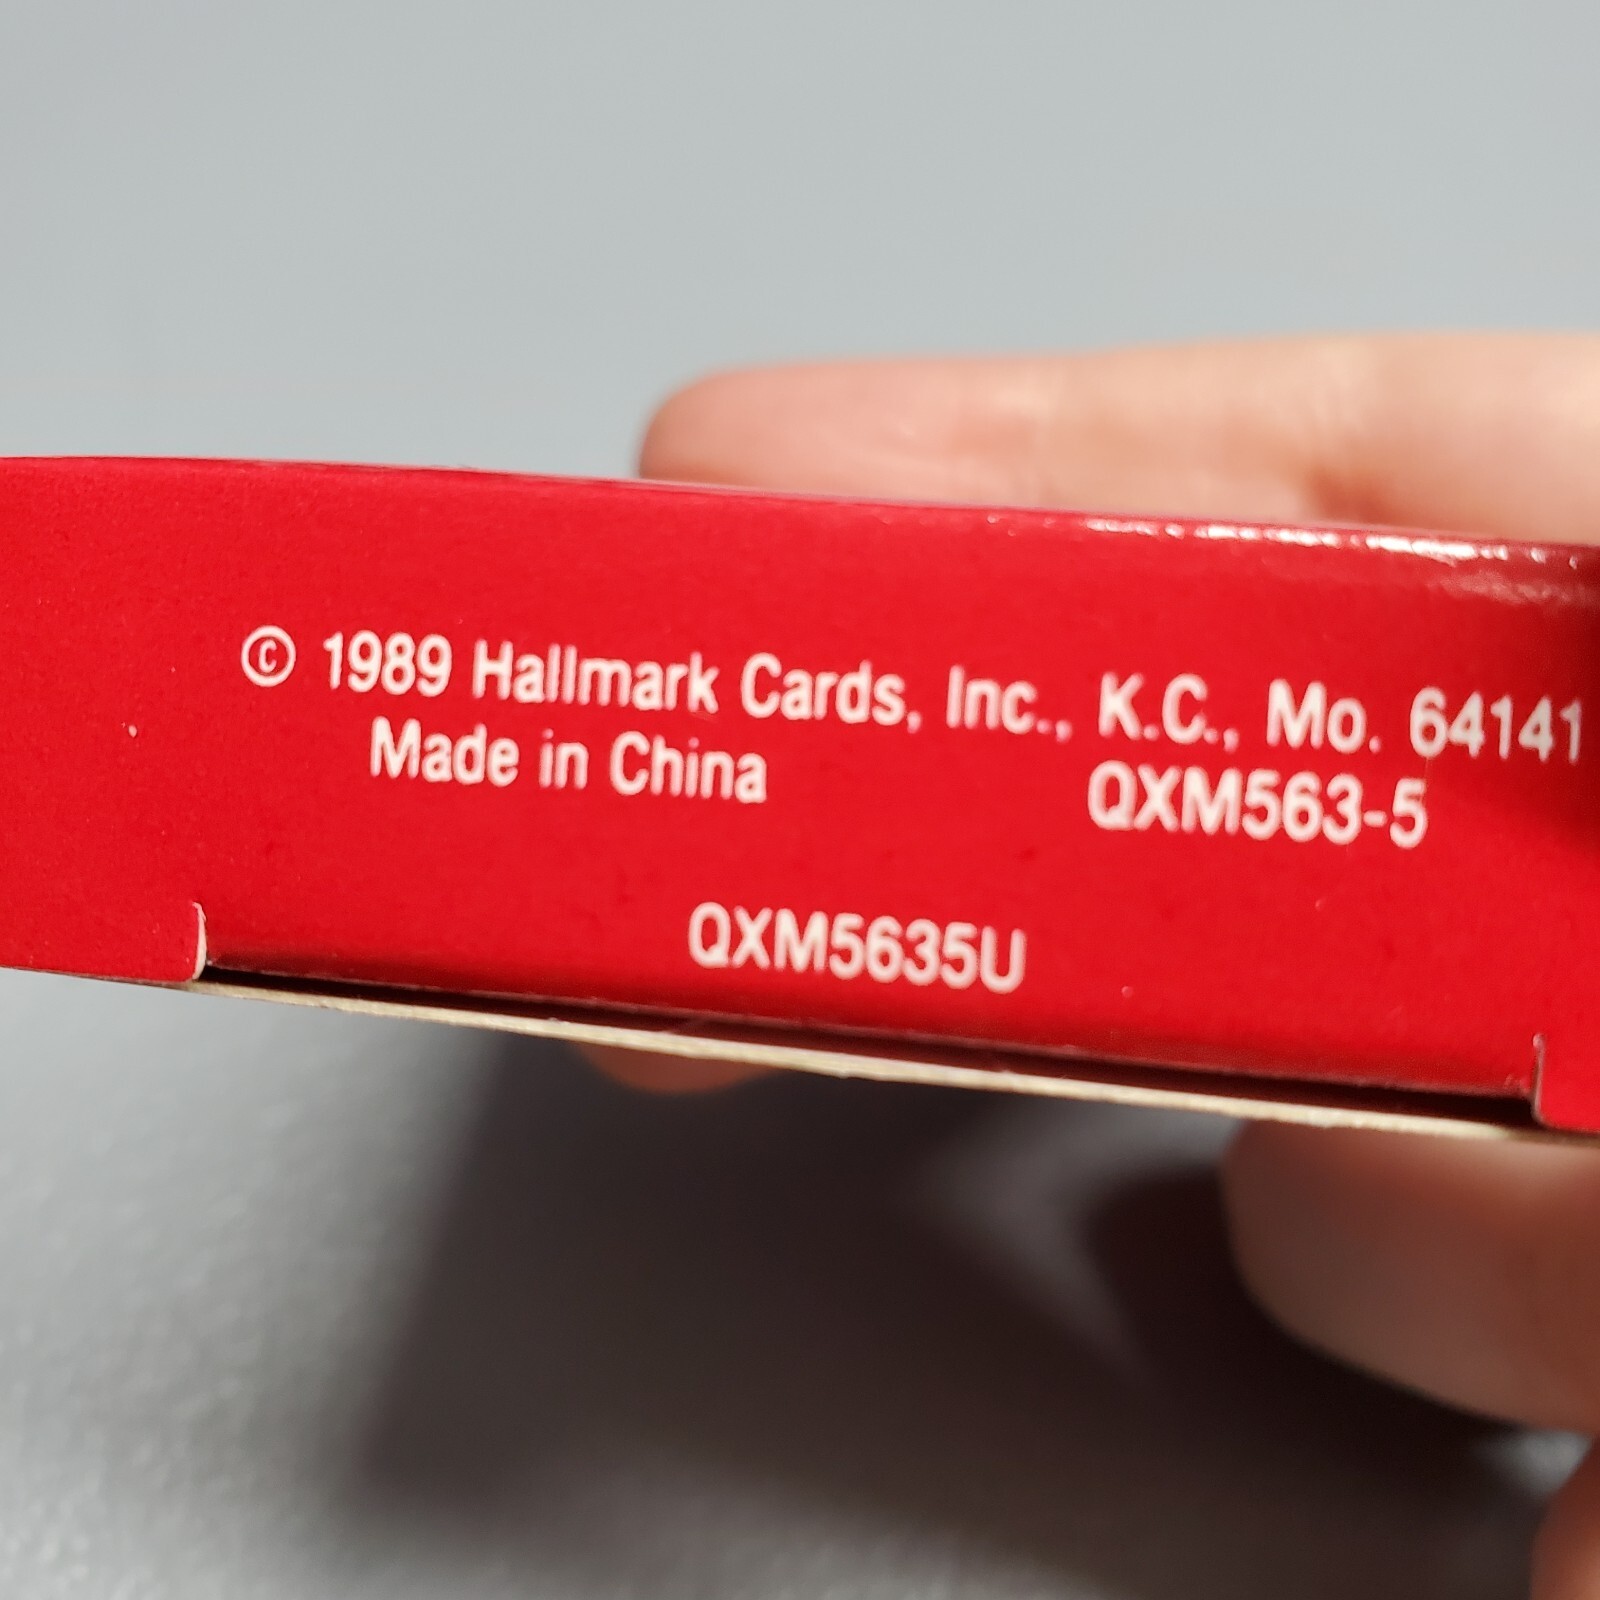 © 1989 Hallmark Cards, Inc., K.C., Mo. 64141
Made in China QXM563-5
QXM5635U